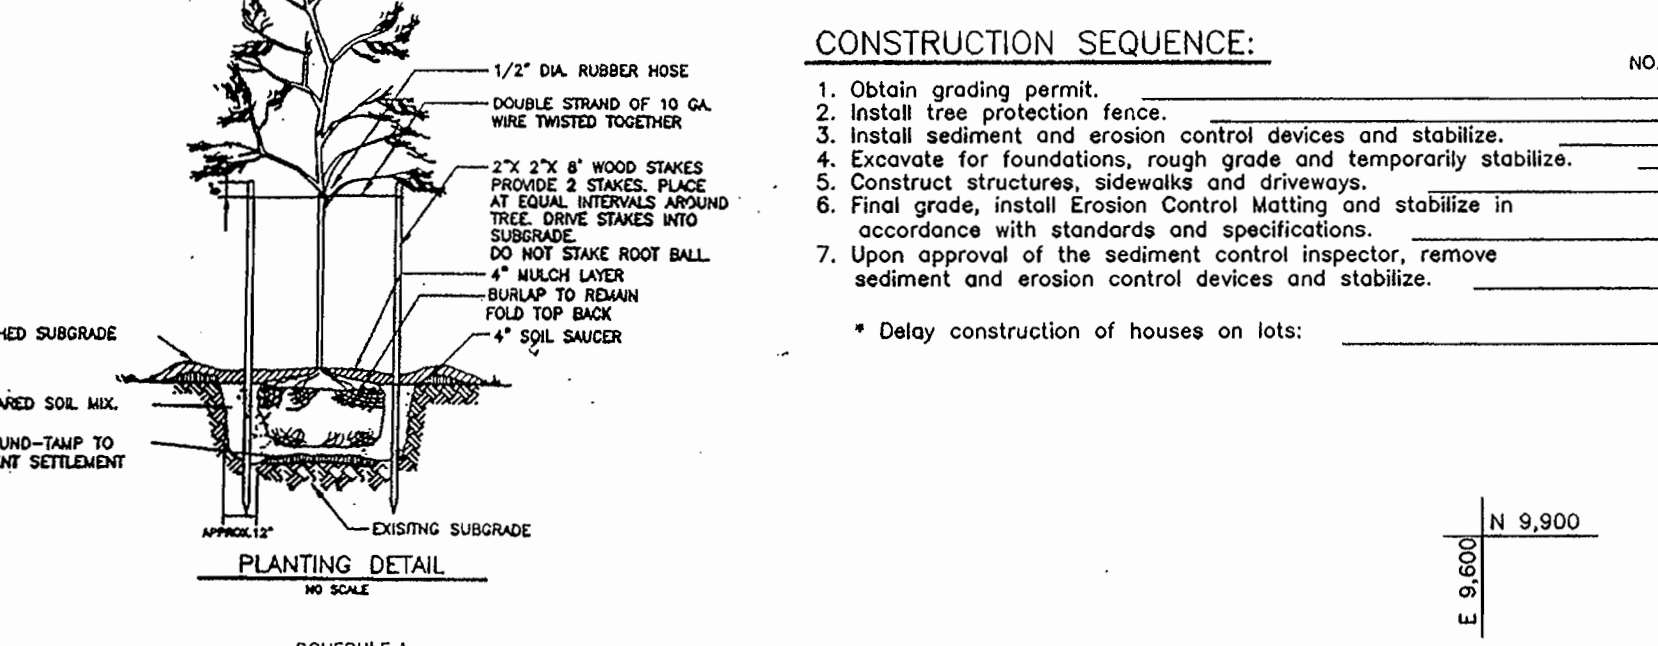 1/2" DIA. RUBBER HOSE
DOUBLE STRAND OF 10 GA.
WIRE TWISTED TOGETHER
2"X 2"X 8' WOOD STAKES
PROVIDE 2 STAKES. PLACE
AT EQUAL INTERVALS AROUND
TREE. DRIVE STAKES INTO
SUBGRADE.
DO NOT STAKE ROOT BALL.
4" MULCH LAYER
BURLAP TO REMAIN
FOLD TOP BACK
4" SOIL SAUCER
HED SUBGRADE
ARED SOIL MIX.
UND-TAMP TO
NT SETTLEMENT
APPROX.12"
EXISITNG SUBGRADE
PLANTING DETAIL
NO SCALE
SCHEDULE A
CONSTRUCTION SEQUENCE:
NO.
1. Obtain grading permit.
2. Install tree protection fence.
3. Install sediment and erosion control devices and stabilize.
4. Excavate for foundations, rough grade and temporarily stabilize.
5. Construct structures, sidewalks and driveways.
6. Final grade, install Erosion Control Matting and stabilize in
accordance with standards and specifications.
7. Upon approval of the sediment control inspector, remove
sediment and erosion control devices and stabilize.
* Delay construction of houses on lots:
N 9,900
E 9,600